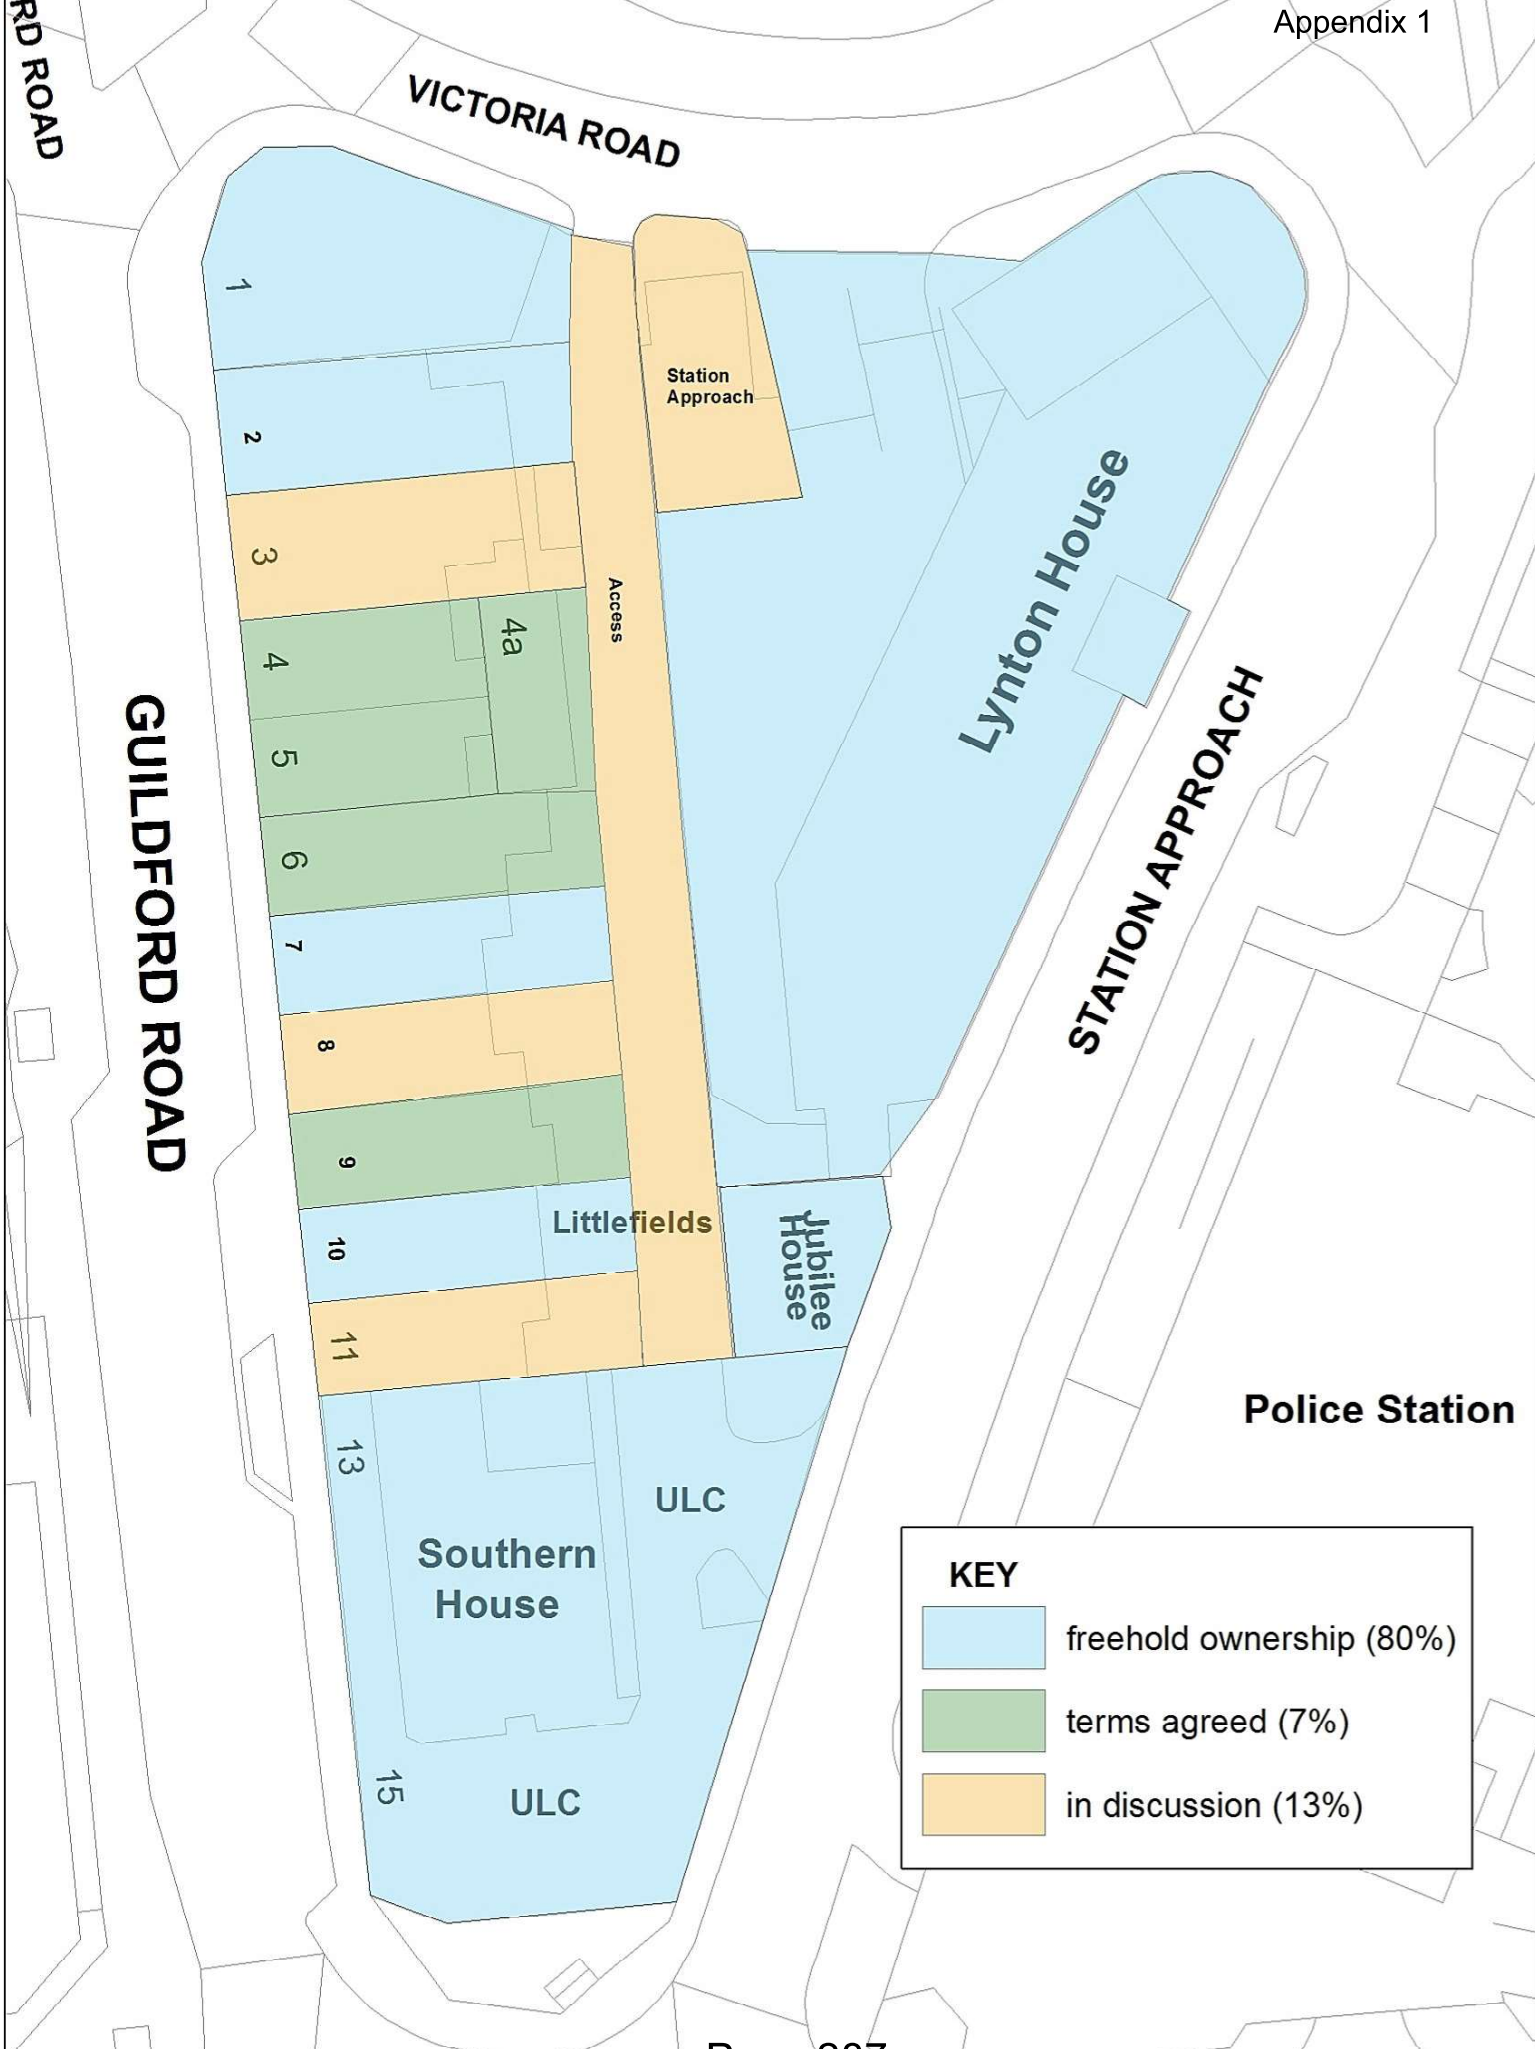 Appendix 1
RD ROAD
VICTORIA ROAD
1
2
Station
Approach
3
Access
4
4a
5
6
7
8
9
10
11
Littlefields
Lynton House
Jubilee
House
STATION APPROACH
GUILDFORD ROAD
Police Station
13
ULC
Southern
House
15
ULC
KEY
freehold ownership (80%)
terms agreed (7%)
in discussion (13%)